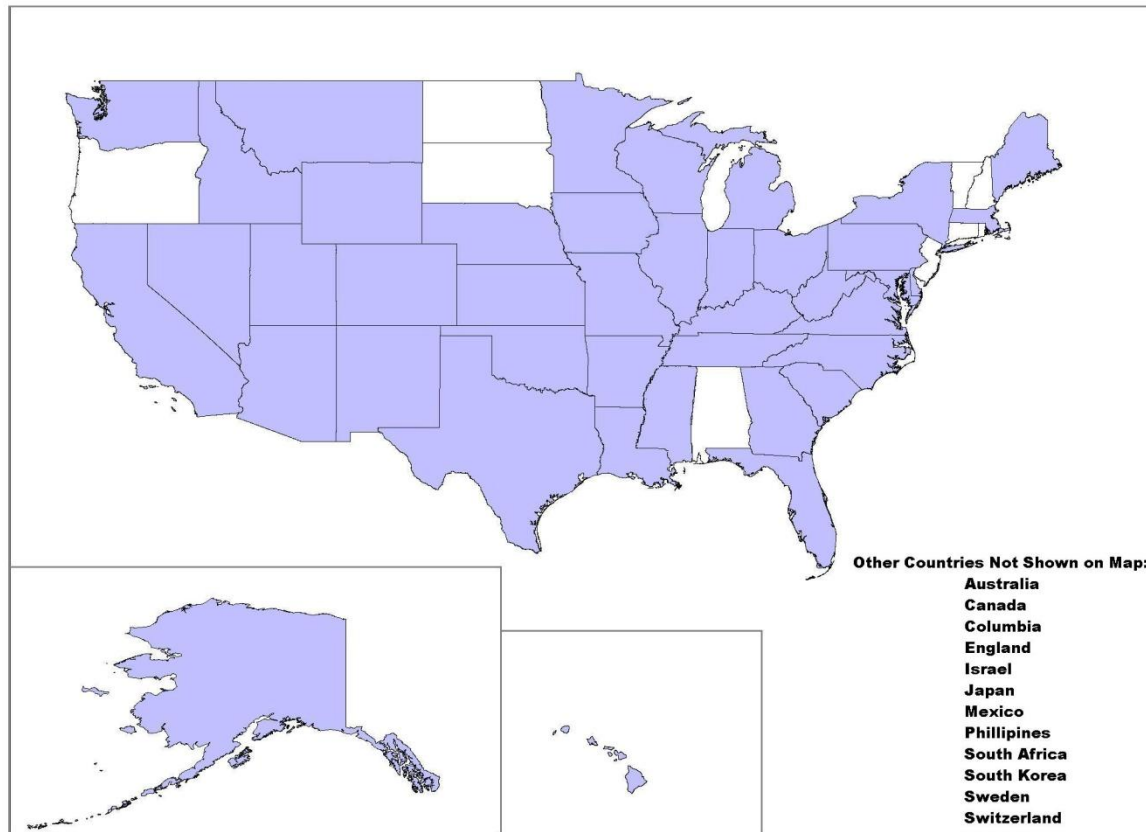 Other Countries Not Shown on Map:
Australia
Canada
Columbia
England
Israel
Japan
Mexico
Phillipines
South Africa
South Korea
Sweden
Switzerland